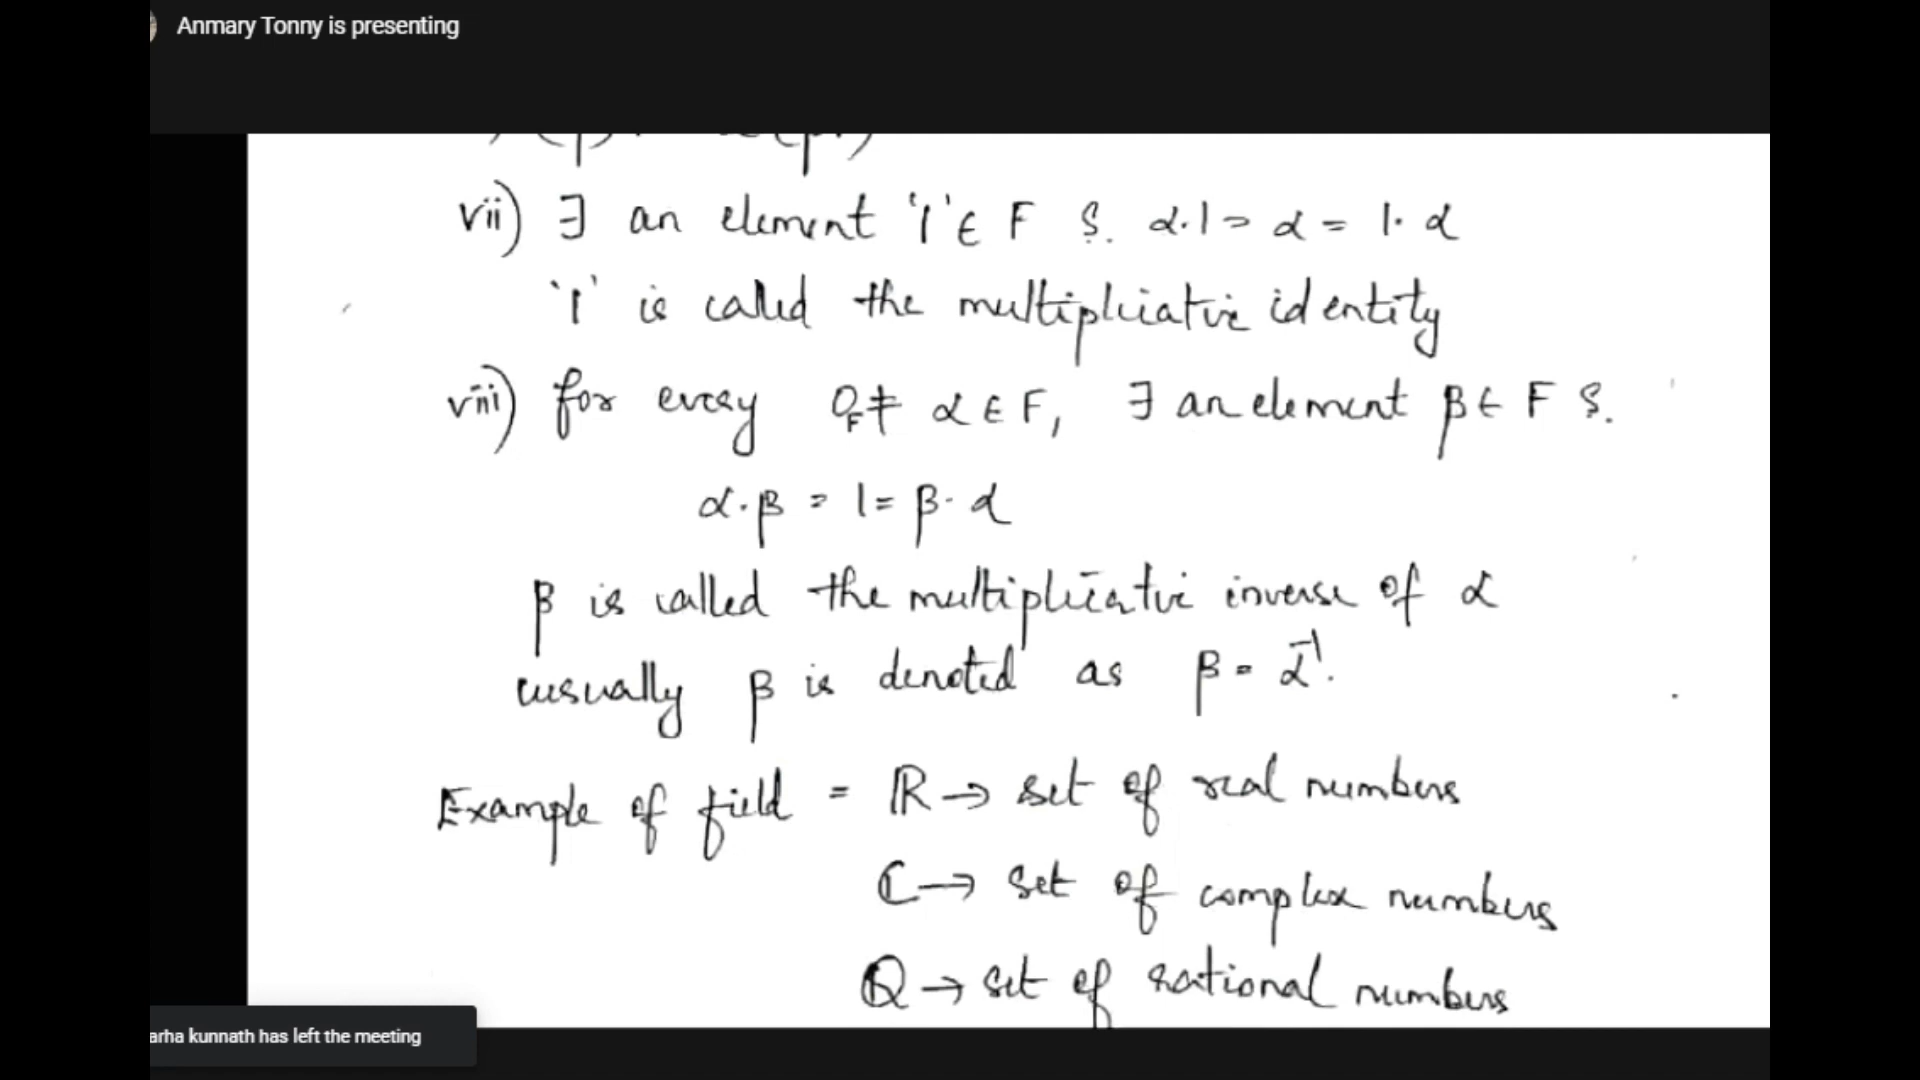 Anmary Tonny is presenting
vii) ∃ an element '1' ∈ F s. α.1 = α = 1. α
'1' is called the multiplicative identity
viii) for every 0_F ≠ α ∈ F, ∃ an element β ∈ F s.
α.β = 1 = β. α
β is called the multiplicative inverse of α
usually β is denoted as β = α⁻¹.
Example of field = ℝ → set of real numbers
ℂ → set of complex numbers
ℚ → set of rational numbers
arha kunnath has left the meeting